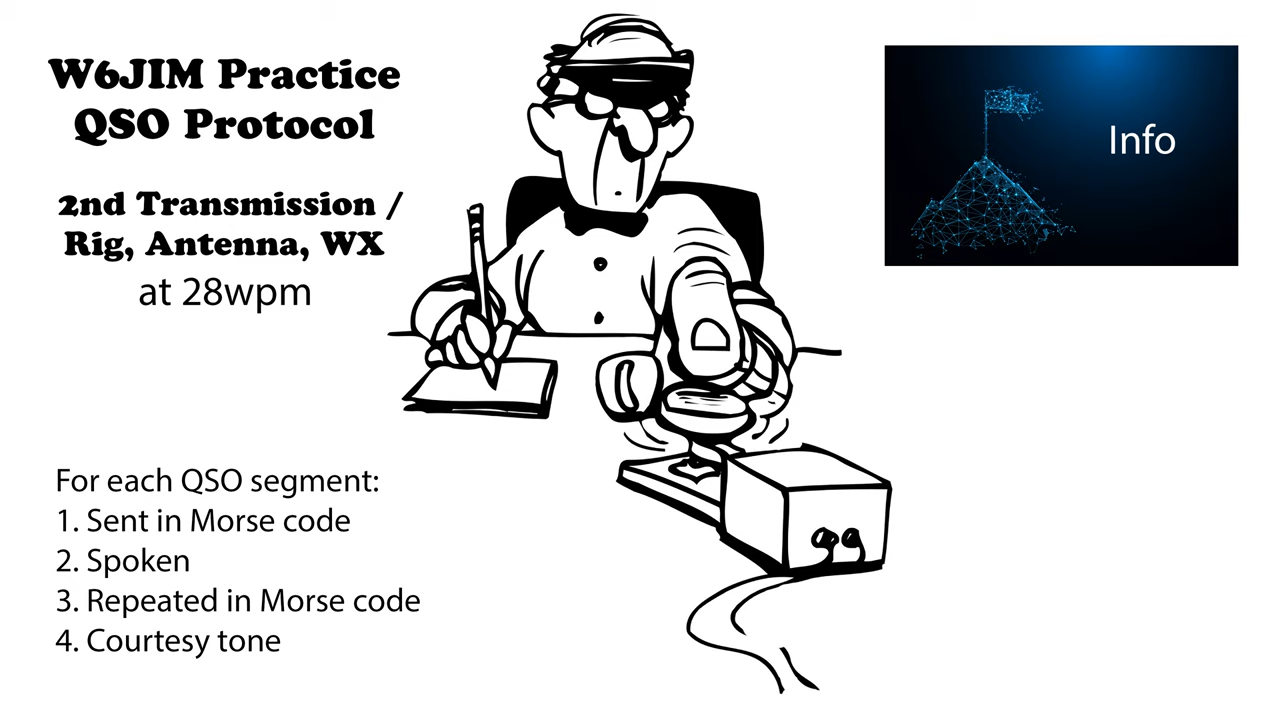 W6JIM Practice
QSO Protocol
2nd Transmission /
Rig, Antenna, WX
at 28wpm
Info
For each QSO segment:
1. Sent in Morse code
2. Spoken
3. Repeated in Morse code
4. Courtesy tone